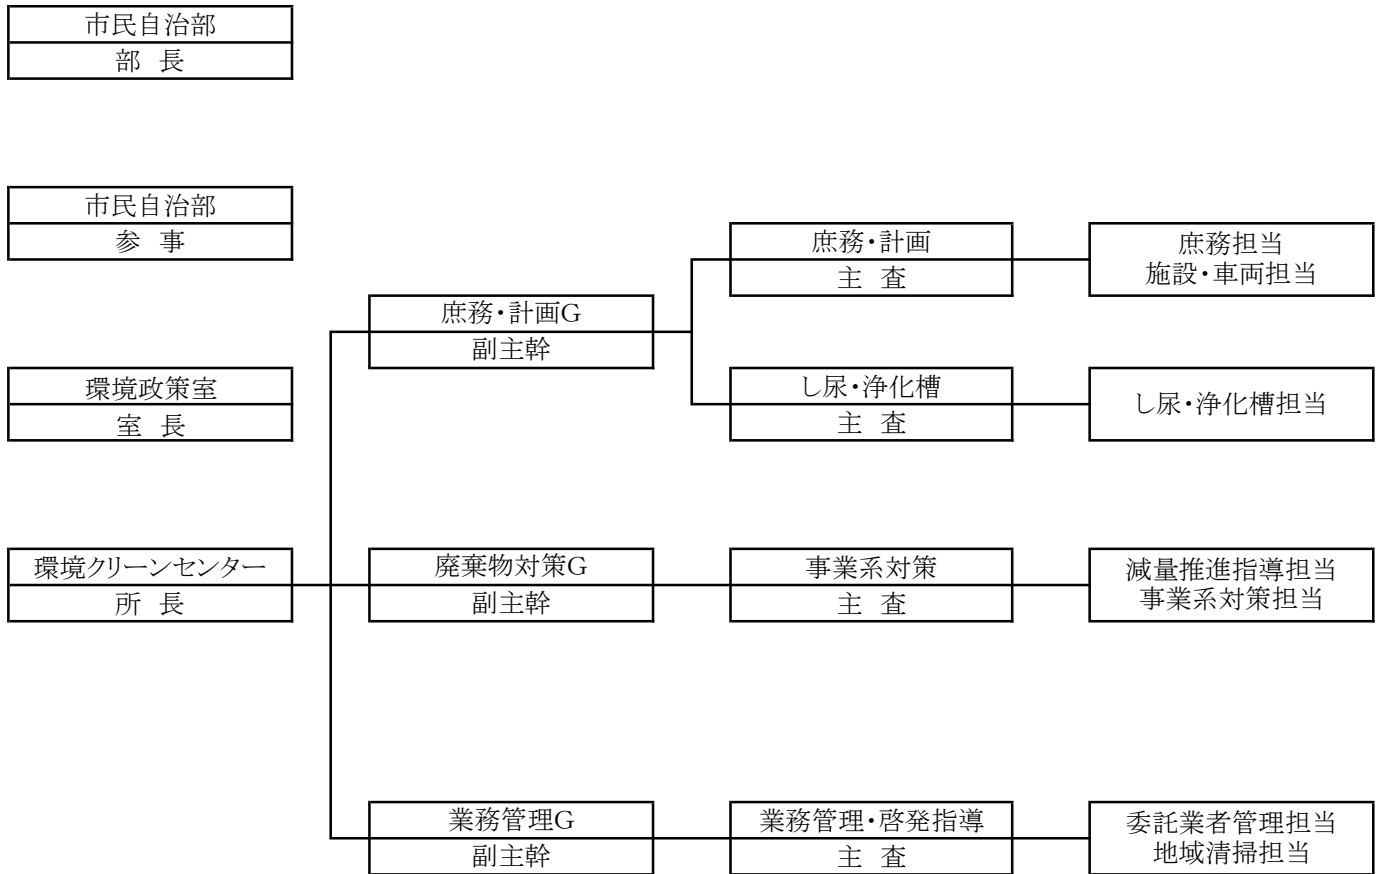 市民自治部
部 長
市民自治部
参 事
環境政策室
室 長
環境クリーンセンター
所 長
庶務・計画G
副主幹
庶務・計画
主 査
庶務担当
施設・車両担当
し尿・浄化槽
主 査
し尿・浄化槽担当
廃棄物対策G
副主幹
事業系対策
主 査
減量推進指導担当
事業系対策担当
業務管理G
副主幹
業務管理・啓発指導
主 査
委託業者管理担当
地域清掃担当